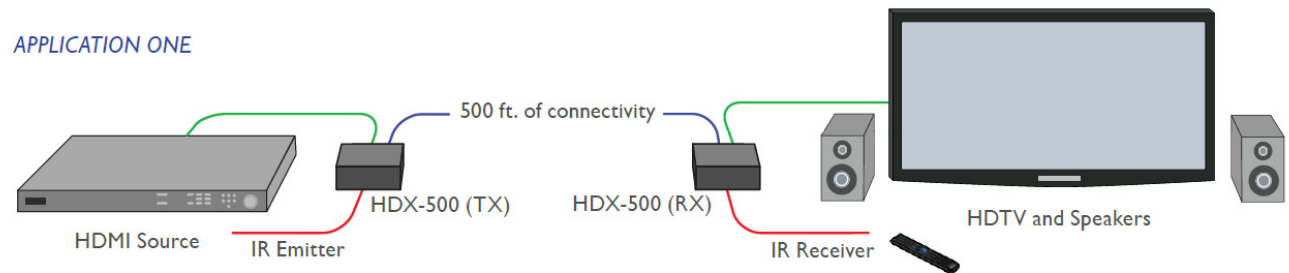 APPLICATION ONE
500 ft. of connectivity
HDX-500 (TX)
HDX-500 (RX)
HDMI Source
IR Emitter
IR Receiver
HDTV and Speakers